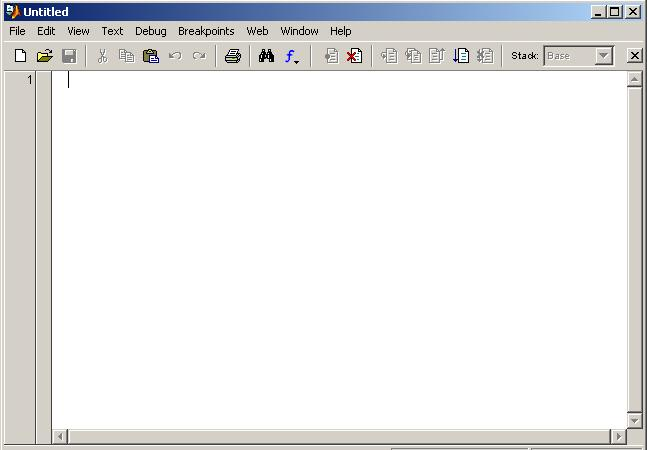 Untitled
File Edit View Text Debug Breakpoints Web Window Help
Stack: Base
1